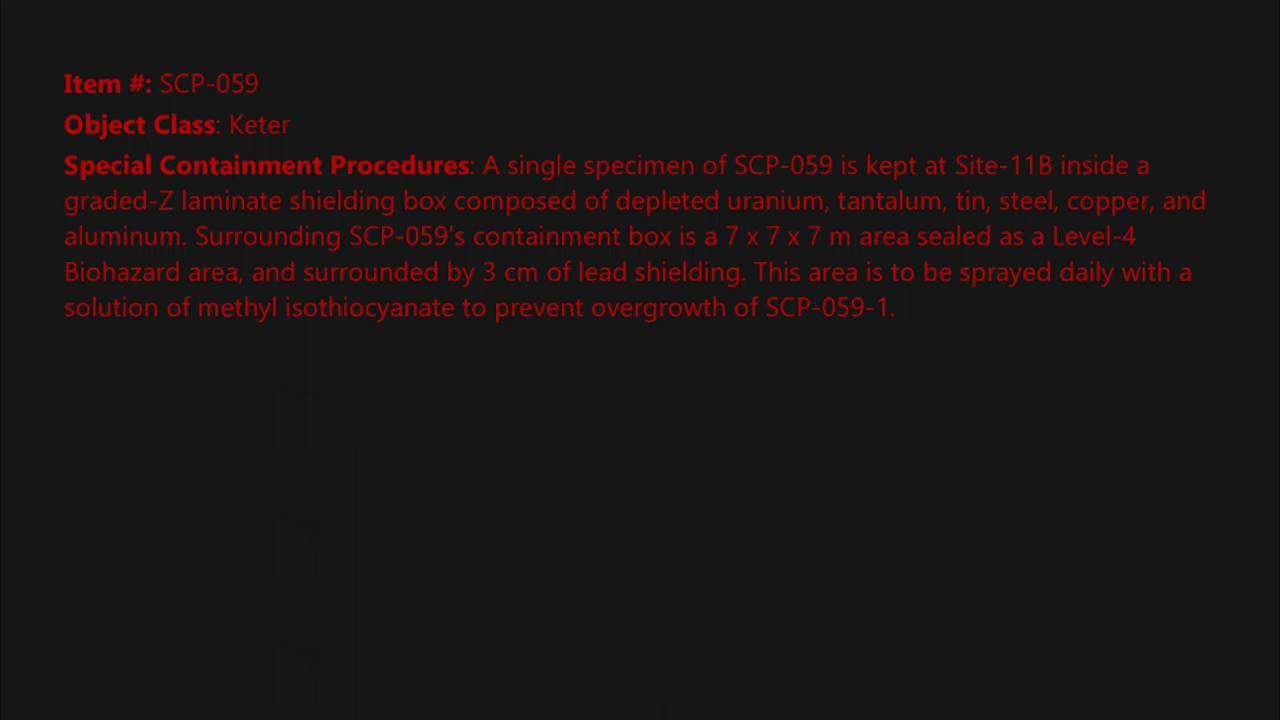 Item #: SCP-059
Object Class: Keter
Special Containment Procedures: A single specimen of SCP-059 is kept at Site-11B inside a
graded-Z laminate shielding box composed of depleted uranium, tantalum, tin, steel, copper, and
aluminum. Surrounding SCP-059’s containment box is a 7 x 7 x 7 m area sealed as a Level-4
Biohazard area, and surrounded by 3 cm of lead shielding. This area is to be sprayed daily with a
solution of methyl isothiocyanate to prevent overgrowth of SCP-059-1.